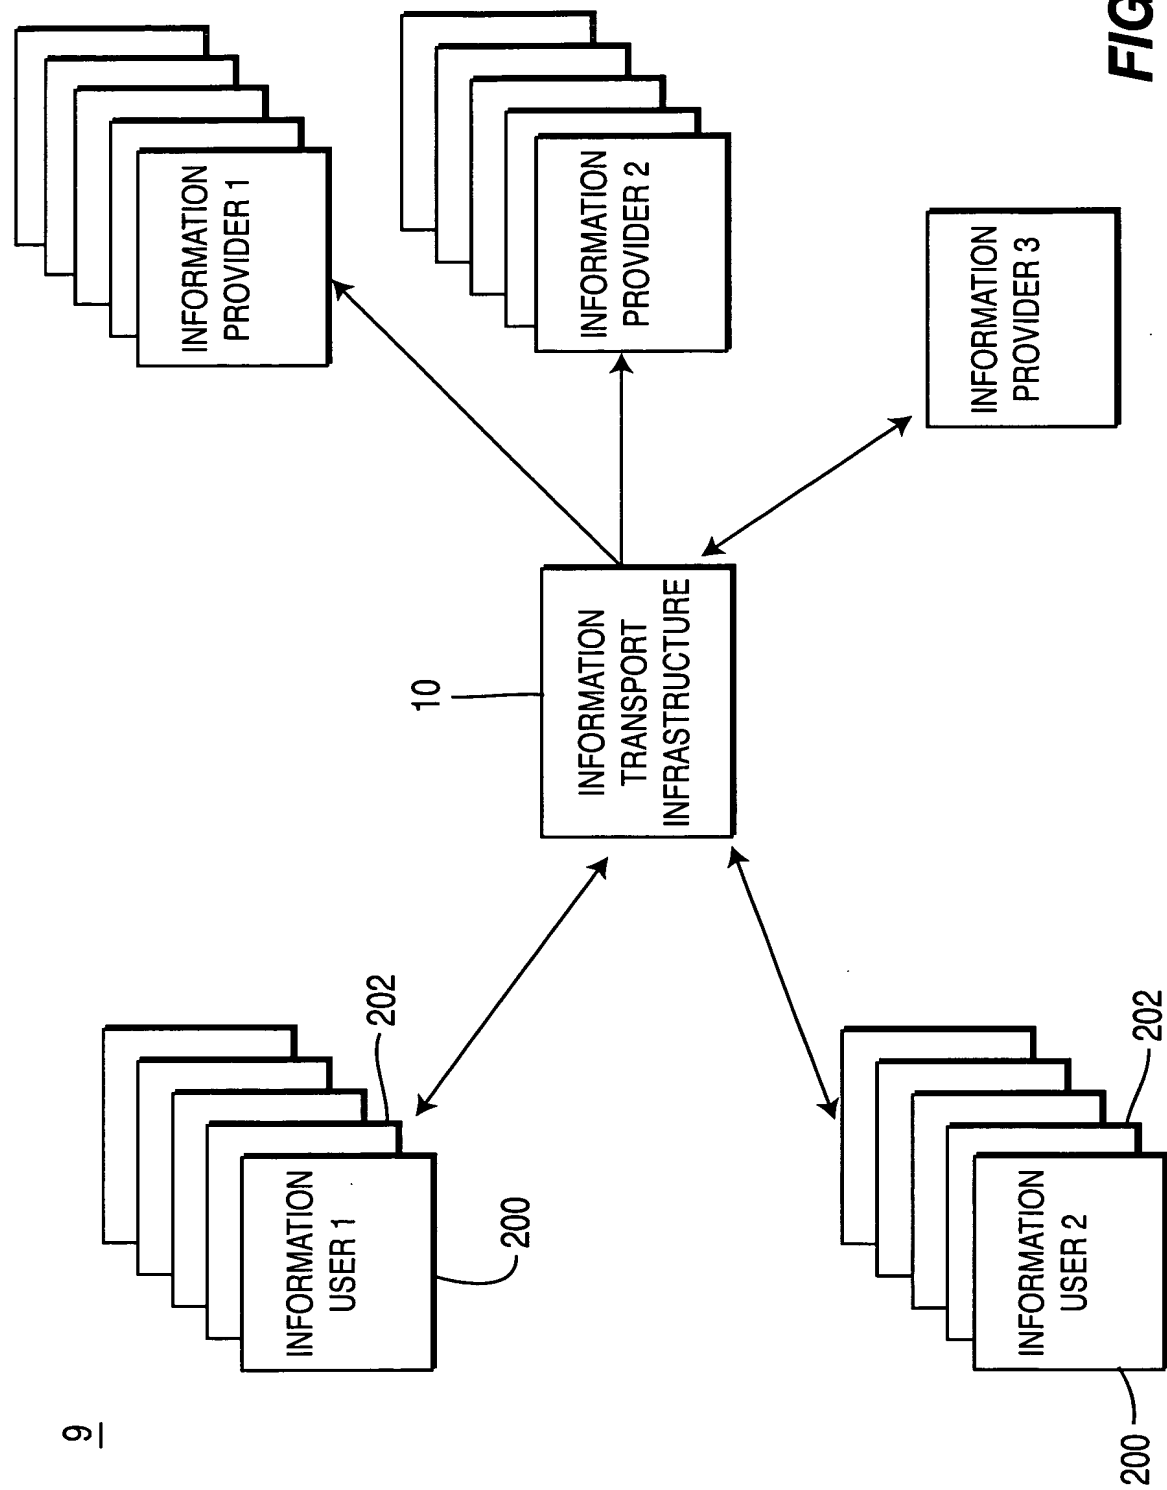 9
INFORMATION
PROVIDER 1
INFORMATION
USER 1
202
10
200
INFORMATION
TRANSPORT
INFRASTRUCTURE
INFORMATION
PROVIDER 2
INFORMATION
PROVIDER 3
INFORMATION
USER 2
200
202
FIG